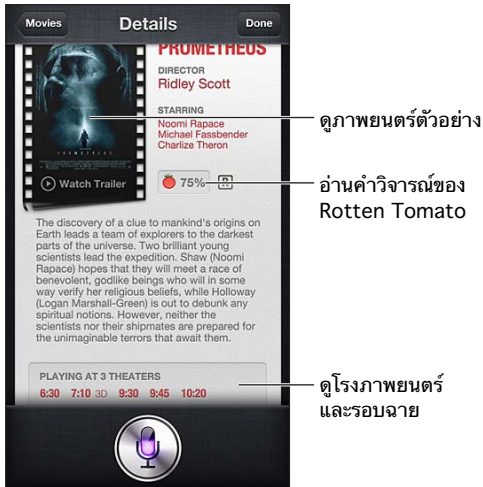 Movies
Details
Done
PROMETHEUS
DIRECTOR
Ridley Scott
STARRING
Noomi Rapace
Michael Fassbender
Charlize Theron
ดูภาพยนตร์ตัวอย่าง
PROMETHEUS
Watch Trailer
75%
R
อ่านคำวิจารณ์ของ
Rotten Tomato
The discovery of a clue to mankind's origins on
Earth leads a team of explorers to the darkest
parts of the universe. Two brilliant young
scientists lead the expedition. Shaw (Noomi
Rapace) hopes that they will meet a race of
benevolent, godlike beings who will in some
way verify her religious beliefs, while Holloway
(Logan Marshall-Green) is out to debunk any
spiritual notions. However, neither the
scientists nor their shipmates are prepared for
the unimaginable terrors that await them.
PLAYING AT 3 THEATERS
6:30 7:10 3D 9:30 9:45 10:20
ดูโรงภาพยนตร์
และรอบฉาย